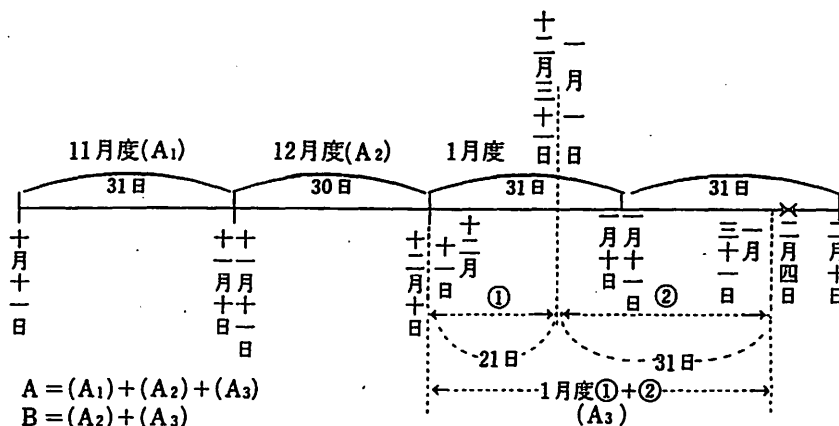 十二月三十一日
一月一日
11月度(A₁)
12月度(A₂)
1月度
31日
30日
31日
31日
十月十一日
十一月十日
十一月十一日
十二月十日
十二月
十一日
一月十日
一月十一日
一月
三十一日
二月四日
二月十日
①
②
21日
31日
1月度①+②
(A₃)
A=(A₁)+(A₂)+(A₃)
B=(A₂)+(A₃)